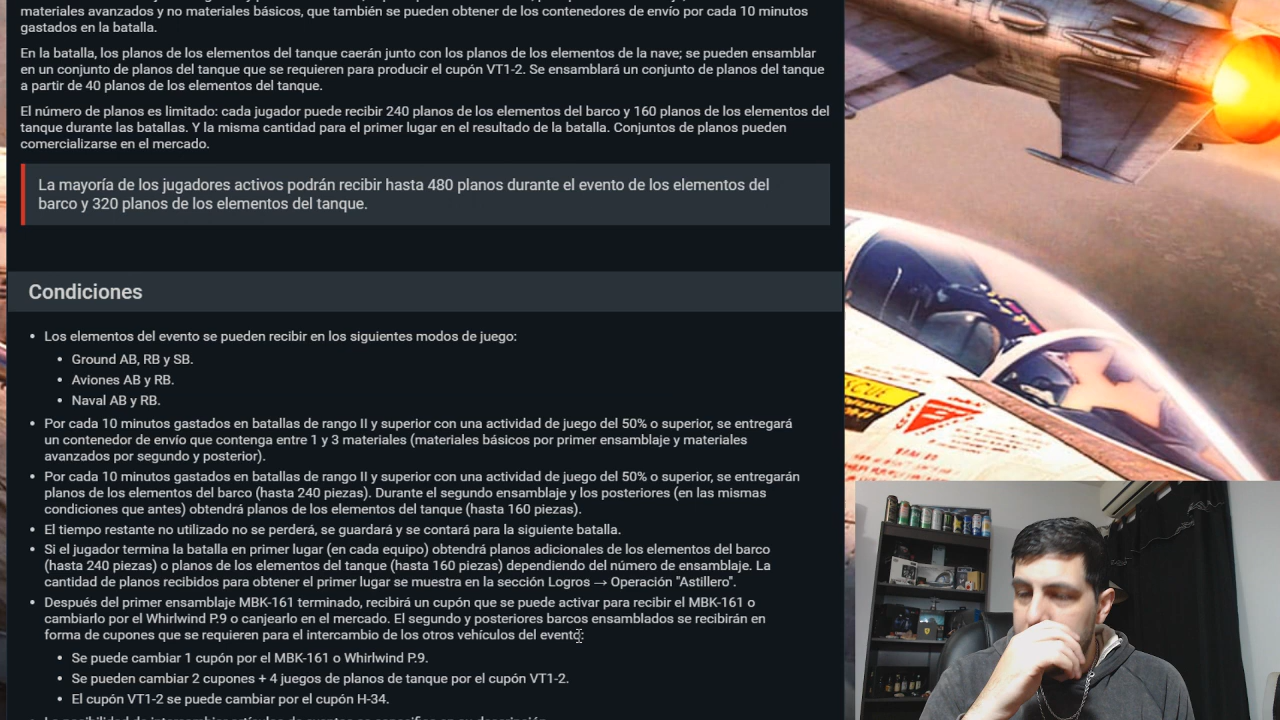 materiales avanzados y no materiales básicos, que también se pueden obtener de los contenedores de envío por cada 10 minutos
gastados en la batalla.
En la batalla, los planos de los elementos del tanque caerán junto con los planos de los elementos de la nave; se pueden ensamblar
en un conjunto de planos del tanque que se requieren para producir el cupón VT1-2. Se ensamblará un conjunto de planos del tanque
a partir de 40 planos de los elementos del tanque.
El número de planos es limitado: cada jugador puede recibir 240 planos de los elementos del barco y 160 planos de los elementos del
tanque durante las batallas. Y la misma cantidad para el primer lugar en el resultado de la batalla. Conjuntos de planos pueden
comercializarse en el mercado.
La mayoría de los jugadores activos podrán recibir hasta 480 planos durante el evento de los elementos del
barco y 320 planos de los elementos del tanque.
Condiciones
• Los elementos del evento se pueden recibir en los siguientes modos de juego:
• Ground AB, RB y SB.
• Aviones AB y RB.
• Naval AB y RB.
• Por cada 10 minutos gastados en batallas de rango II y superior con una actividad de juego del 50% o superior, se entregará
un contenedor de envío que contenga entre 1 y 3 materiales (materiales básicos por primer ensamblaje y materiales
avanzados por segundo y posterior).
• Por cada 10 minutos gastados en batallas de rango II y superior con una actividad de juego del 50% o superior, se entregarán
planos de los elementos del barco (hasta 240 piezas). Durante el segundo ensamblaje y los posteriores (en las mismas
condiciones que antes) obtendrá planos de los elementos del tanque (hasta 160 piezas).
• El tiempo restante no utilizado no se perderá, se guardará y se contará para la siguiente batalla.
• Si el jugador termina la batalla en primer lugar (en cada equipo) obtendrá planos adicionales de los elementos del barco
(hasta 240 piezas) o planos de los elementos del tanque (hasta 160 piezas) dependiendo del número de ensamblaje. La
cantidad de planos recibidos para obtener el primer lugar se muestra en la sección Logros → Operación "Astillero".
• Después del primer ensamblaje MBK-161 terminado, recibirá un cupón que se puede activar para recibir el MBK-161 o
cambiarlo por el Whirlwind P.9 o canjearlo en el mercado. El segundo y posteriores barcos ensamblados se recibirán en
forma de cupones que se requieren para el intercambio de los otros vehículos del evento:
• Se puede cambiar 1 cupón por el MBK-161 o Whirlwind P.9.
• Se pueden cambiar 2 cupones + 4 juegos de planos de tanque por el cupón VT1-2.
• El cupón VT1-2 se puede cambiar por el cupón H-34.